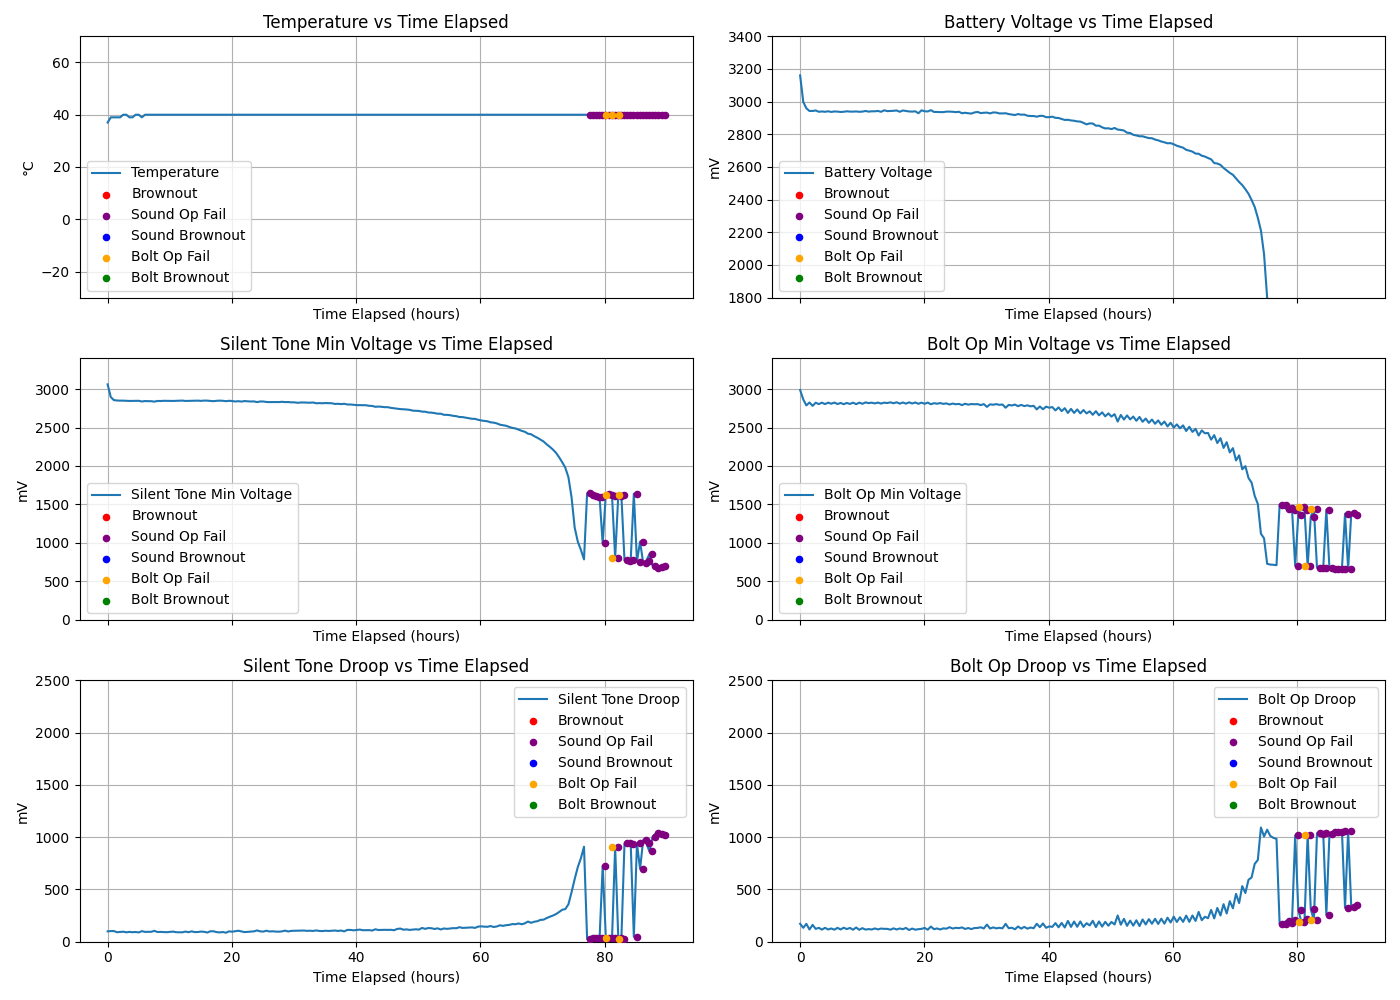 Temperature vs Time Elapsed
60
40
20
0
−20
°C
Temperature
Brownout
Sound Op Fail
Sound Brownout
Bolt Op Fail
Bolt Brownout
Time Elapsed (hours)
Battery Voltage vs Time Elapsed
3400
3200
3000
2800
2600
2400
2200
2000
1800
mV
Battery Voltage
Brownout
Sound Op Fail
Sound Brownout
Bolt Op Fail
Bolt Brownout
Time Elapsed (hours)
Silent Tone Min Voltage vs Time Elapsed
3000
2500
2000
1500
1000
500
0
mV
Silent Tone Min Voltage
Brownout
Sound Op Fail
Sound Brownout
Bolt Op Fail
Bolt Brownout
Time Elapsed (hours)
Bolt Op Min Voltage vs Time Elapsed
3000
2500
2000
1500
1000
500
0
mV
Bolt Op Min Voltage
Brownout
Sound Op Fail
Sound Brownout
Bolt Op Fail
Bolt Brownout
Time Elapsed (hours)
Silent Tone Droop vs Time Elapsed
2500
2000
1500
1000
500
0
mV
Silent Tone Droop
Brownout
Sound Op Fail
Sound Brownout
Bolt Op Fail
Bolt Brownout
0 20 40 60 80
Time Elapsed (hours)
Bolt Op Droop vs Time Elapsed
2500
2000
1500
1000
500
0
mV
Bolt Op Droop
Brownout
Sound Op Fail
Sound Brownout
Bolt Op Fail
Bolt Brownout
0 20 40 60 80
Time Elapsed (hours)